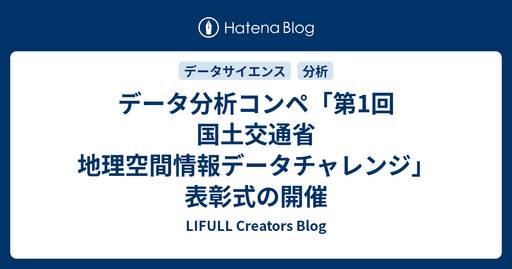 Hatena Blog
データサイエンス 分析
データ分析コンペ「第1回
国土交通省
地理空間情報データチャレンジ」
表彰式の開催
LIFULL Creators Blog